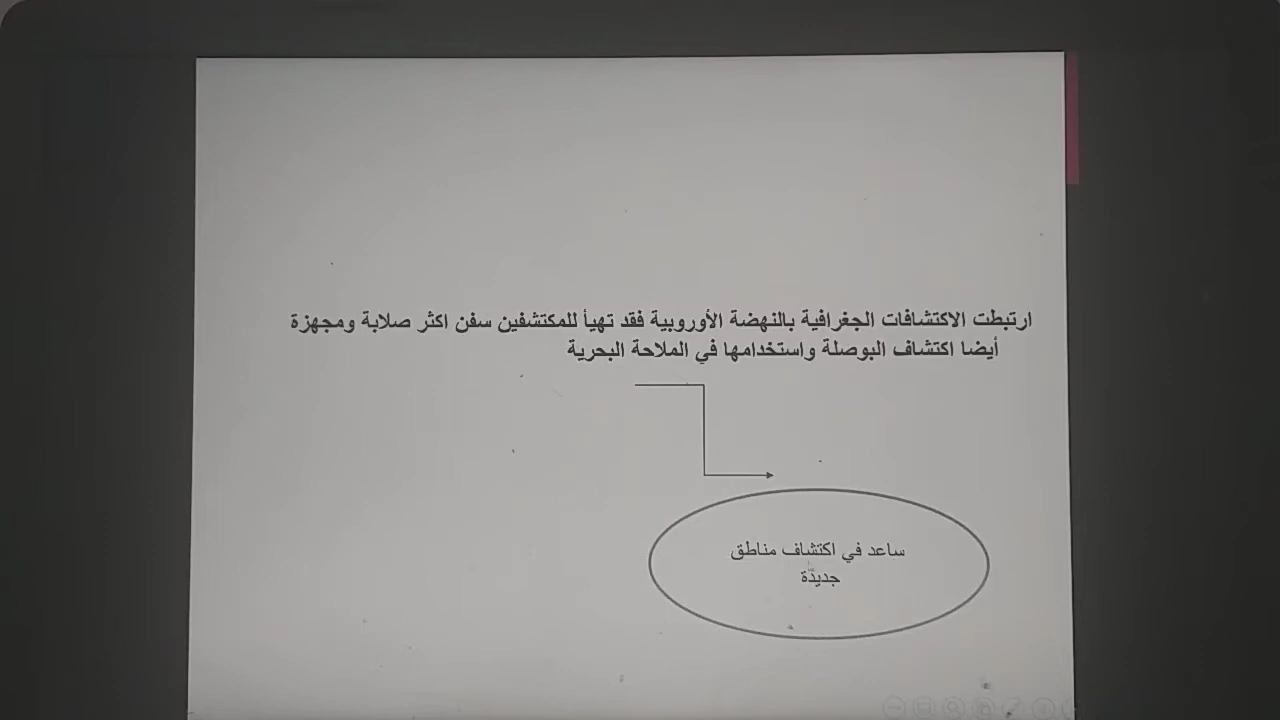 ارتبطت الاكتشافات الجغرافية بالنهضة الأوروبية فقد تهيأ للمكتشفين سفن اكثر صلابة ومجهزة
أيضا اكتشاف البوصلة واستخدامها في الملاحة البحرية
ساعد في اكتشاف مناطق
جديدة